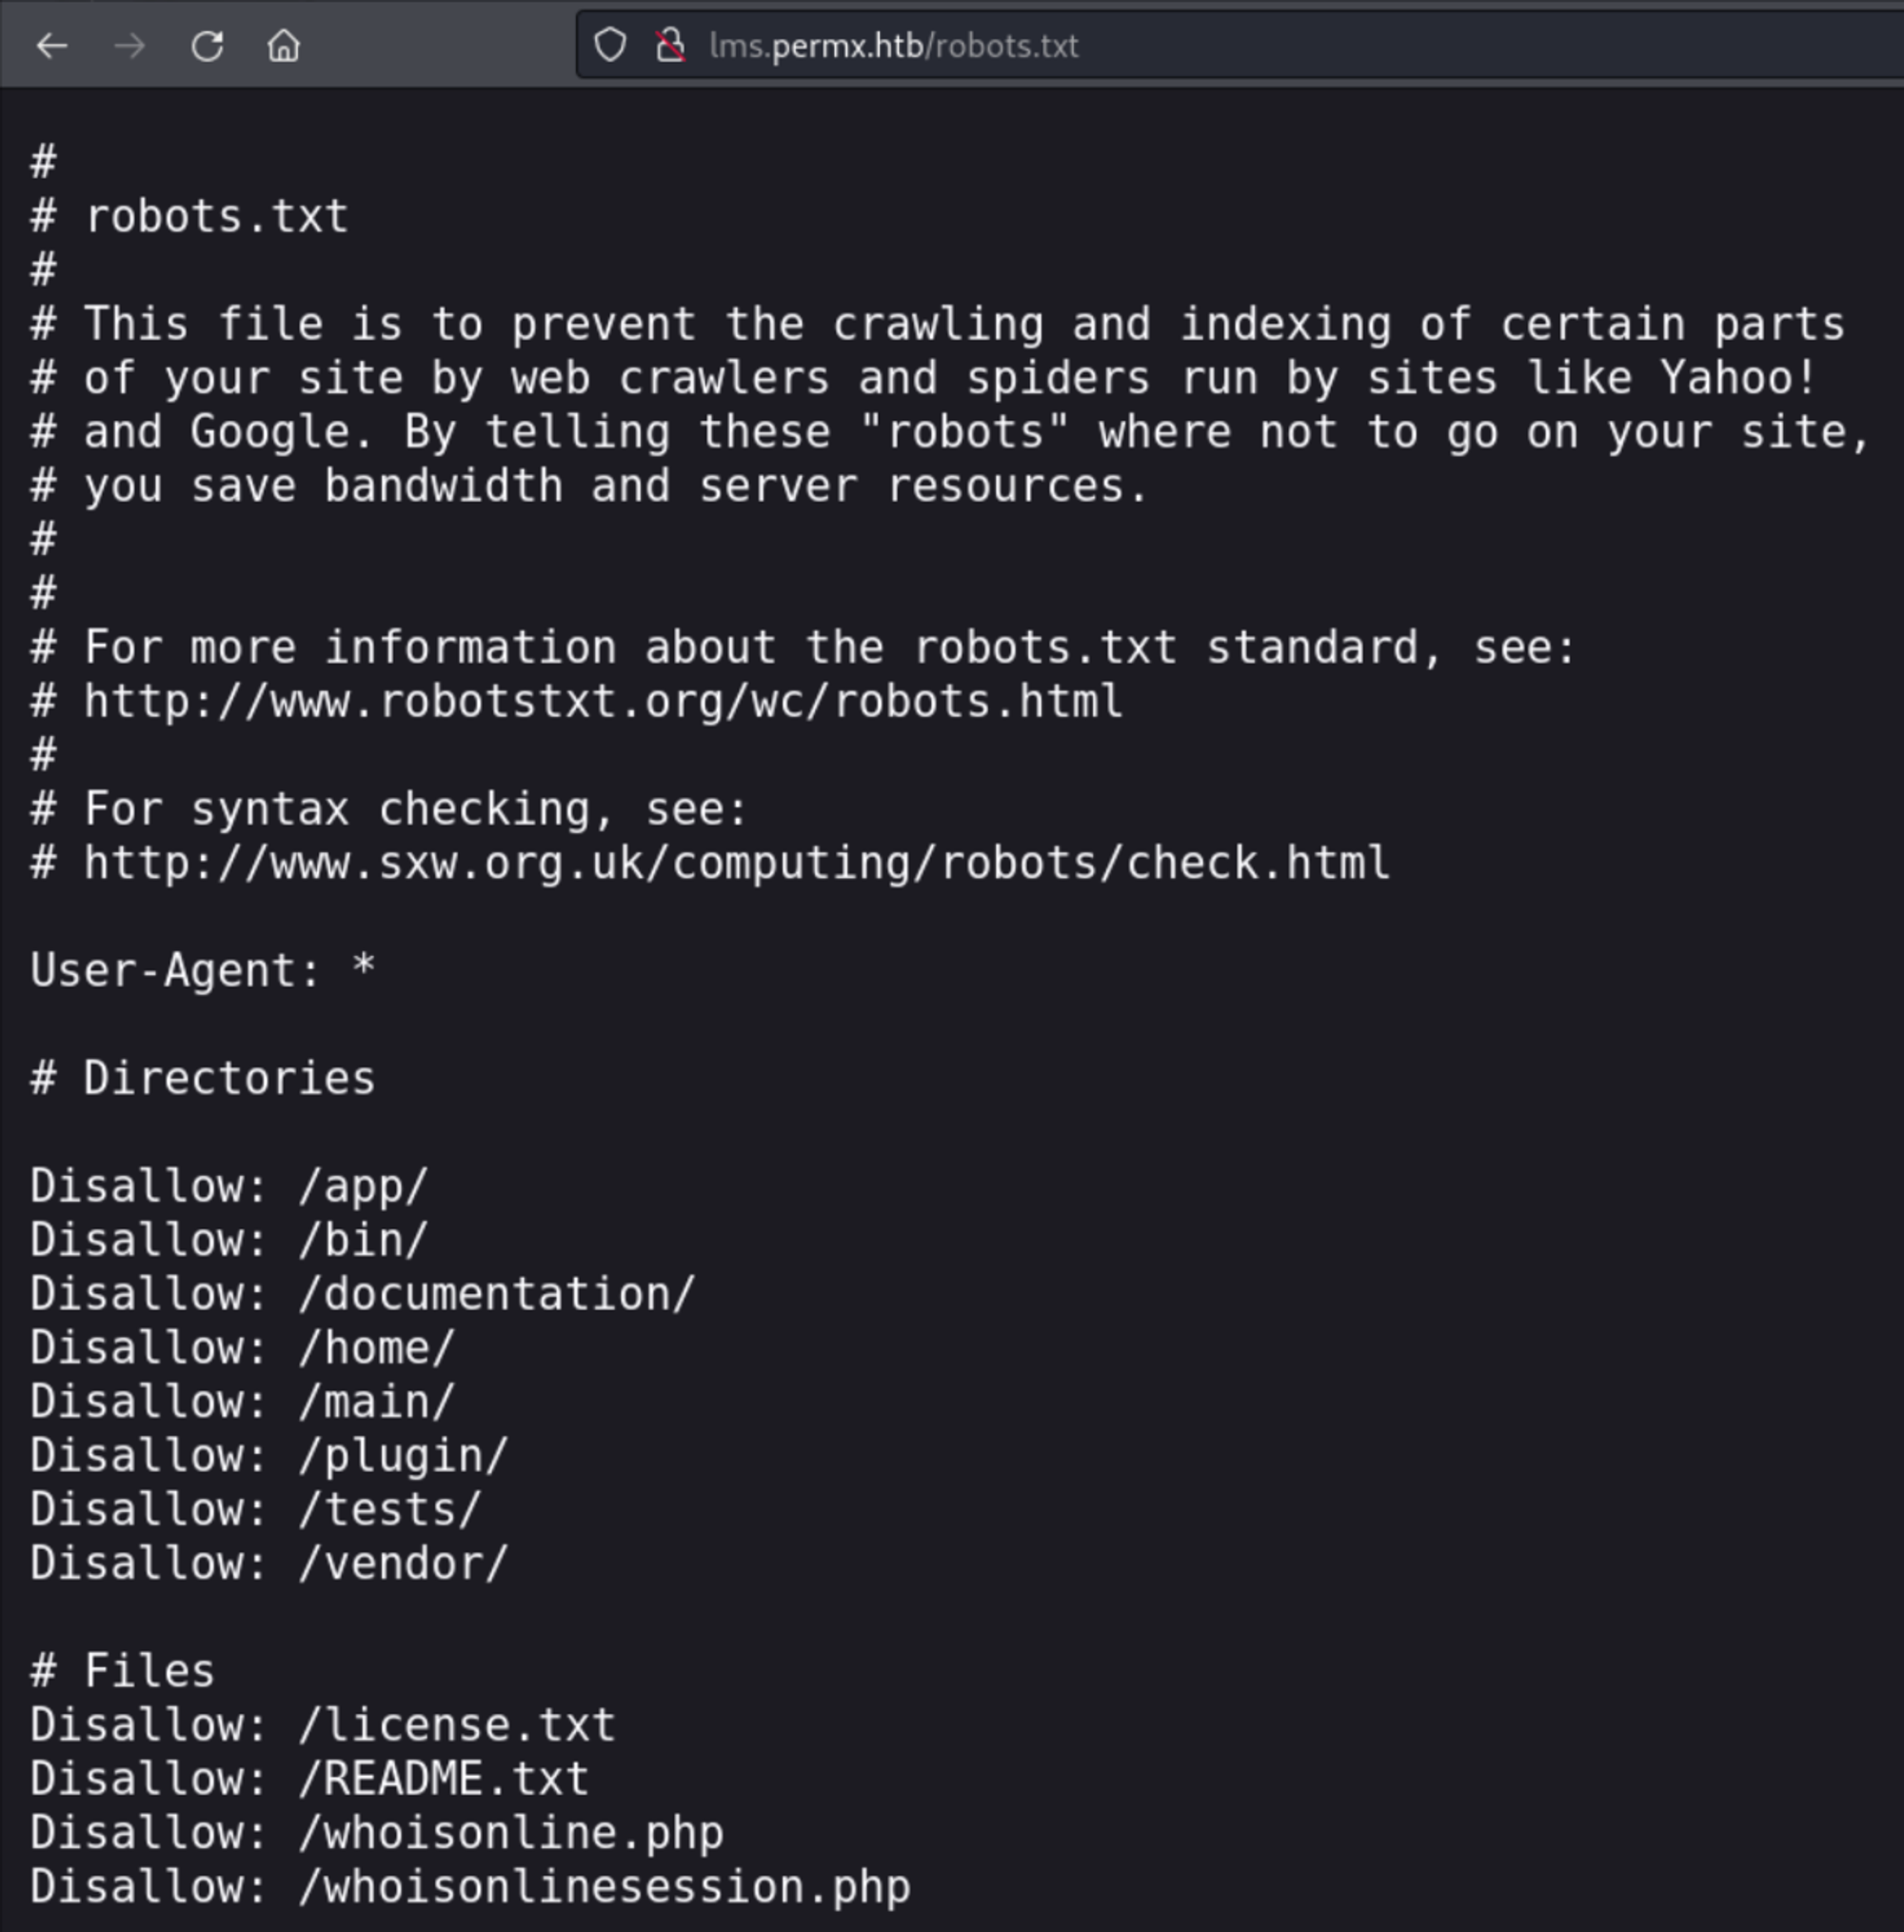 lms.permx.htb/robots.txt
#
# robots.txt
#
# This file is to prevent the crawling and indexing of certain parts
# of your site by web crawlers and spiders run by sites like Yahoo!
# and Google. By telling these "robots" where not to go on your site,
# you save bandwidth and server resources.
#
#
# For more information about the robots.txt standard, see:
# http://www.robotstxt.org/wc/robots.html
#
# For syntax checking, see:
# http://www.sxw.org.uk/computing/robots/check.html
User-Agent: *
# Directories
Disallow: /app/
Disallow: /bin/
Disallow: /documentation/
Disallow: /home/
Disallow: /main/
Disallow: /plugin/
Disallow: /tests/
Disallow: /vendor/
# Files
Disallow: /license.txt
Disallow: /README.txt
Disallow: /whoisonline.php
Disallow: /whoisonlinesession.php